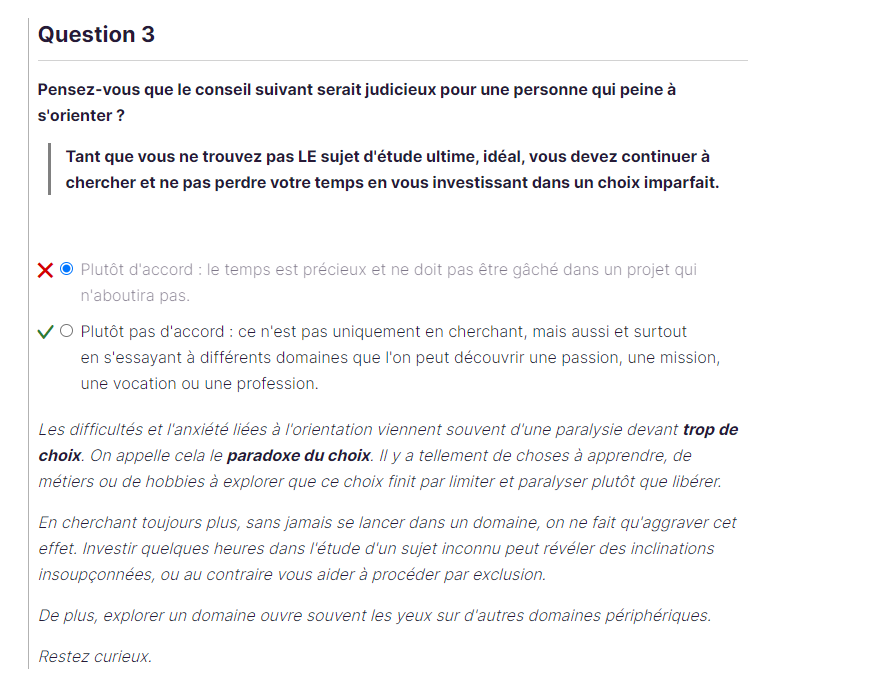 Question 3
Pensez-vous que le conseil suivant serait judicieux pour une personne qui peine à
s'orienter ?
Tant que vous ne trouvez pas LE sujet d'étude ultime, idéal, vous devez continuer à
chercher et ne pas perdre votre temps en vous investissant dans un choix imparfait.
Plutôt d'accord : le temps est précieux et ne doit pas être gâché dans un projet qui
n'aboutira pas.
Plutôt pas d'accord : ce n'est pas uniquement en cherchant, mais aussi et surtout
en s'essayant à différents domaines que l'on peut découvrir une passion, une mission,
une vocation ou une profession.
Les difficultés et l'anxiété liées à l'orientation viennent souvent d'une paralysie devant trop de
choix. On appelle cela le paradoxe du choix. Il y a tellement de choses à apprendre, de
métiers ou de hobbies à explorer que ce choix finit par limiter et paralyser plutôt que libérer.
En cherchant toujours plus, sans jamais se lancer dans un domaine, on ne fait qu'aggraver cet
effet. Investir quelques heures dans l'étude d'un sujet inconnu peut révéler des inclinations
insoupçonnées, ou au contraire vous aider à procéder par exclusion.
De plus, explorer un domaine ouvre souvent les yeux sur d'autres domaines périphériques.
Restez curieux.